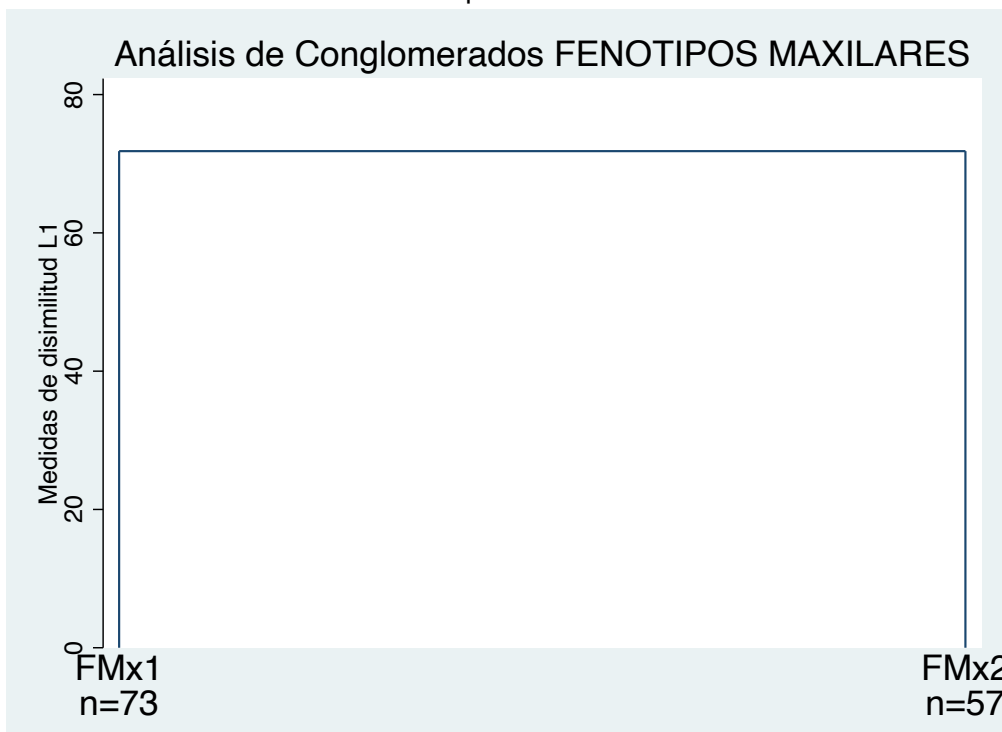 Análisis de Conglomerados FENOTIPOS MAXILARES
Medidas de disimilitud L1
80
60
40
20
0
FMx1
n=73
FMx2
n=57